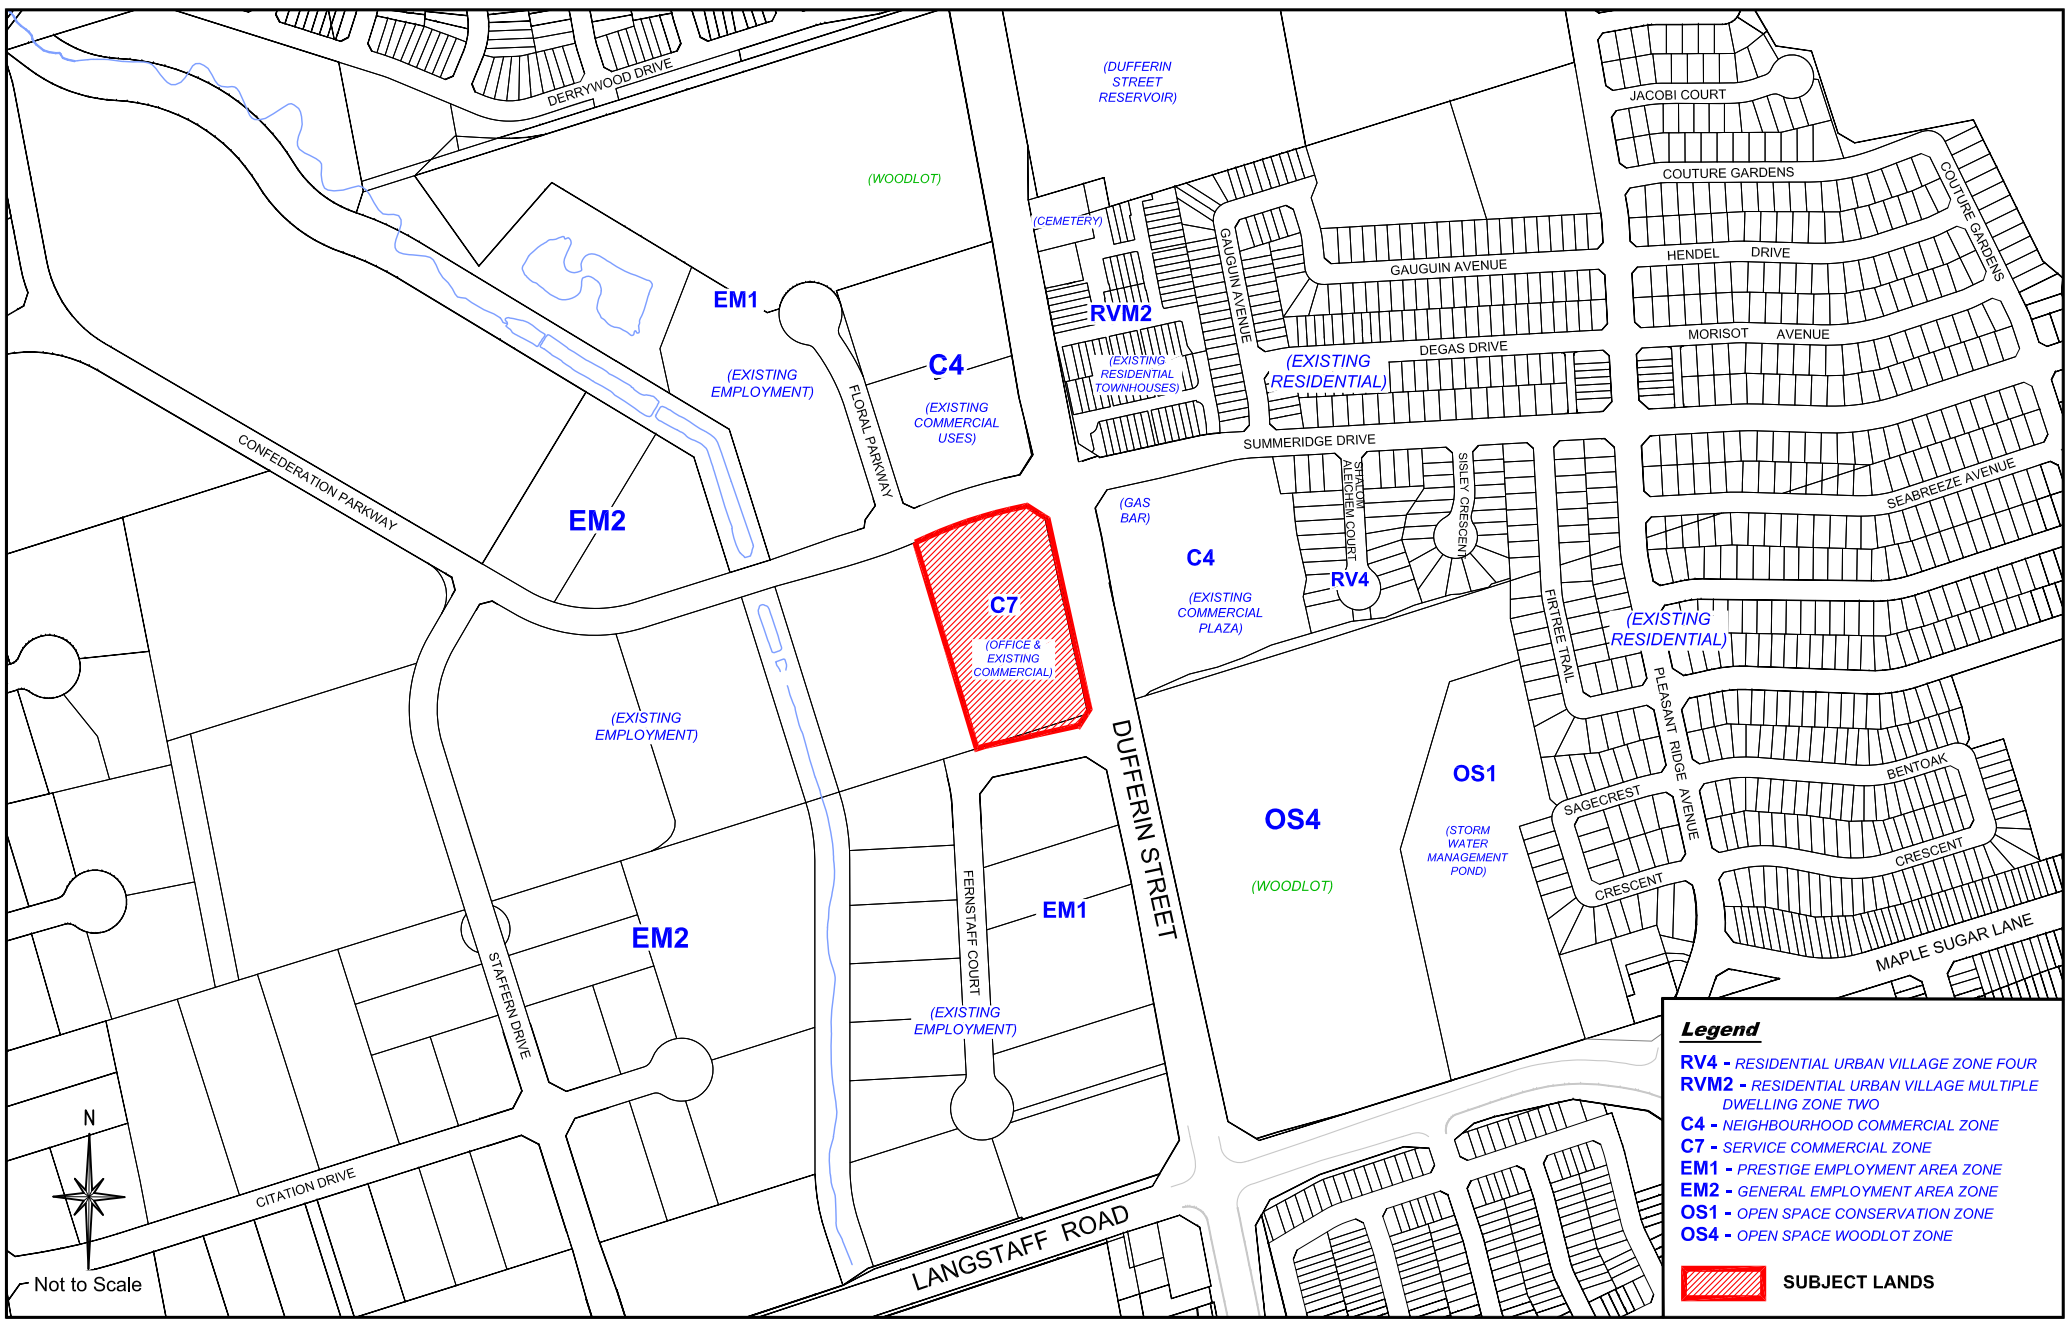 DERRYWOOD DRIVE
(DUFFERIN
STREET
RESERVOIR)
JACOBI COURT
COUTURE GARDENS
COUTURE GARDENS
(WOODLOT)
(CEMETERY)
GAUGUIN AVENUE
GAUGUIN AVENUE
HENDEL DRIVE
EM1
RVM2
MORISOT AVENUE
DEGAS DRIVE
C4
(EXISTING
RESIDENTIAL
TOWNHOUSES)
(EXISTING
RESIDENTIAL)
(EXISTING
EMPLOYMENT)
FLORAL PARKWAY
(EXISTING
COMMERCIAL
USES)
SUMMERIDGE DRIVE
CONFEDERATION PARKWAY
SHALOM
ALEICHEM COURT
SISLEY CRESCENT
SEABREEZE AVENUE
(GAS
BAR)
EM2
C4
RV4
(EXISTING
COMMERCIAL
PLAZA)
C7
(OFFICE &
EXISTING
COMMERCIAL)
FIRTREE TRAIL
(EXISTING
RESIDENTIAL)
PLEASANT RIDGE AVENUE
(EXISTING
EMPLOYMENT)
DUFFERIN STREET
OS1
BENTOAK
SAGECREST
OS4
(STORM
WATER
MANAGEMENT
POND)
CRESCENT
CRESCENT
(WOODLOT)
FERNSTAFF COURT
EM1
EM2
MAPLE SUGAR LANE
STAFFERN DRIVE
(EXISTING
EMPLOYMENT)
N
CITATION DRIVE
LANGSTAFF ROAD
Not to Scale
Legend
RV4 - RESIDENTIAL URBAN VILLAGE ZONE FOUR
RVM2 - RESIDENTIAL URBAN VILLAGE MULTIPLE
DWELLING ZONE TWO
C4 - NEIGHBOURHOOD COMMERCIAL ZONE
C7 - SERVICE COMMERCIAL ZONE
EM1 - PRESTIGE EMPLOYMENT AREA ZONE
EM2 - GENERAL EMPLOYMENT AREA ZONE
OS1 - OPEN SPACE CONSERVATION ZONE
OS4 - OPEN SPACE WOODLOT ZONE
SUBJECT LANDS